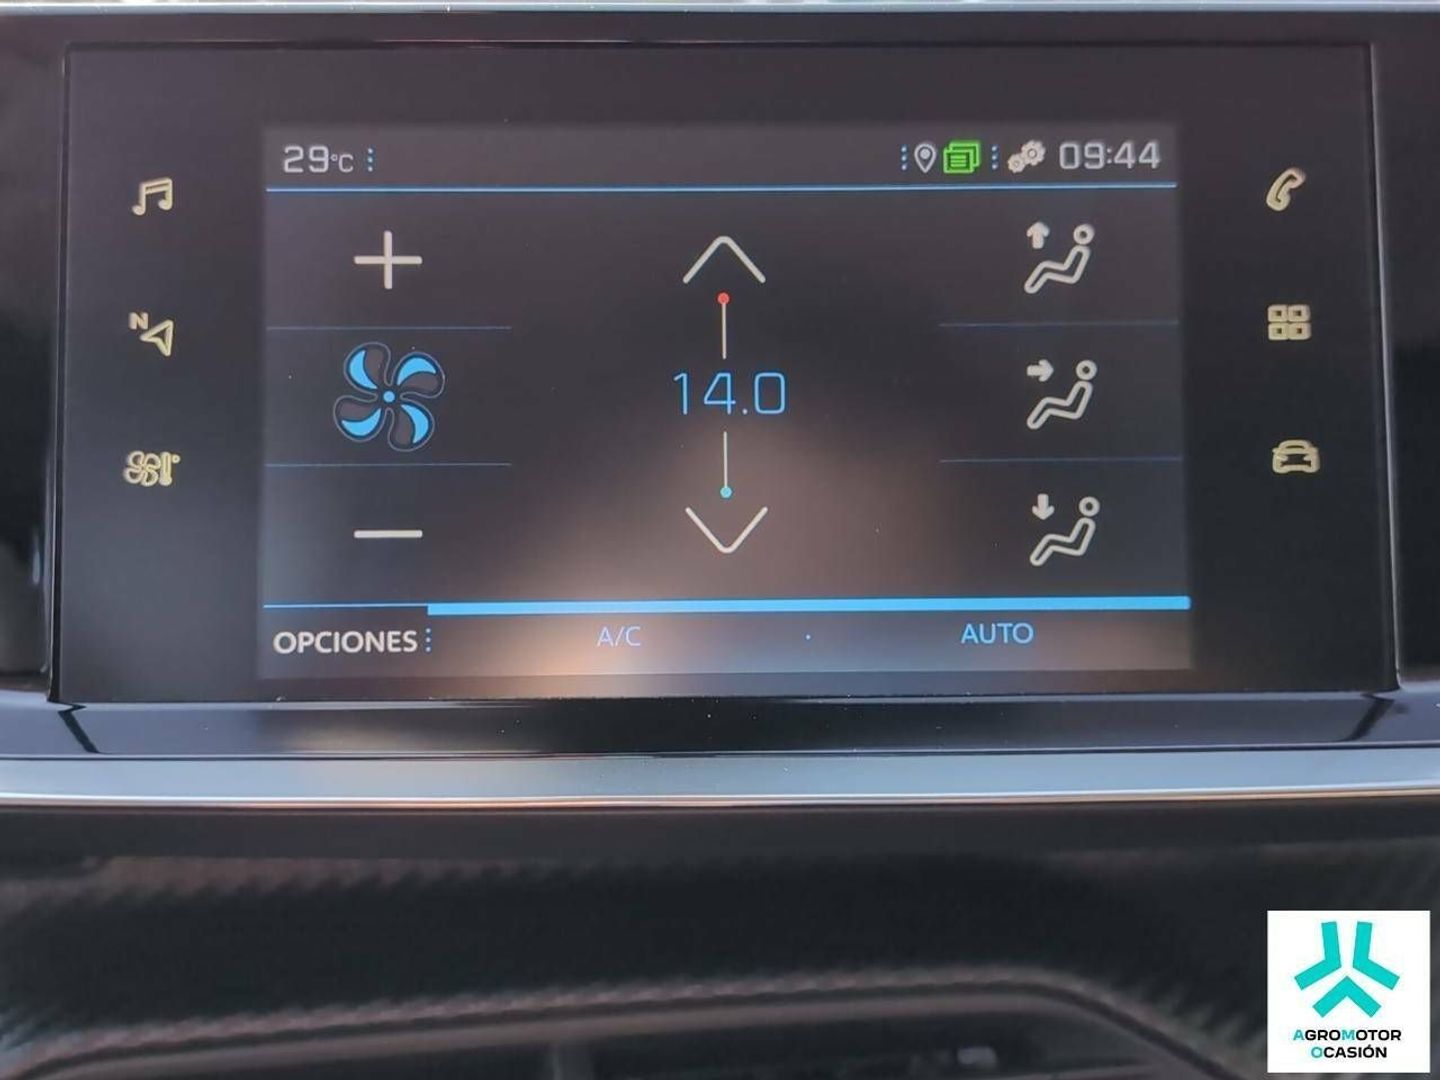 29°C
09:44
N
14.0
OPCIONES
A/C
AUTO
AGROMOTOR
OCASIÓN